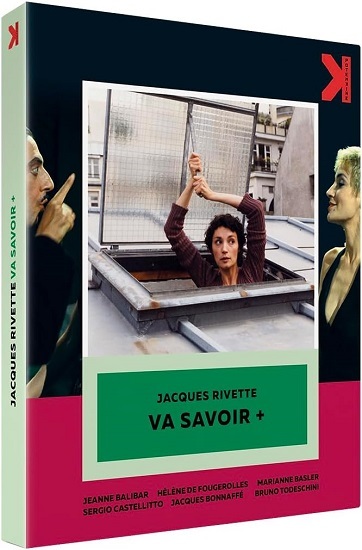 JACQUES RIVETTE VA SAVOIR +
POTEMKINE
JACQUES RIVETTE
VA SAVOIR +
JEANNE BALIBAR HÉLÈNE DE FOUGEROLLES MARIANNE BASLER
SERGIO CASTELLITTO JACQUES BONNAFFÉ BRUNO TODESCHINI